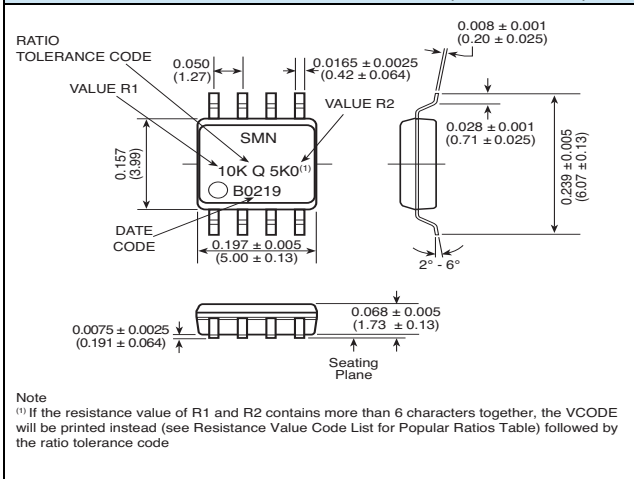 0.008 ± 0.001
(0.20 ± 0.025)
RATIO
TOLERANCE CODE
0.050
(1.27)
0.0165 ± 0.0025
(0.42 ± 0.064)
VALUE R1
VALUE R2
0.028 ± 0.001
(0.71 ± 0.025)
0.239 ± 0.005
(6.07 ± 0.13)
0.157
(3.99)
SMN
10K Q 5K0(1)
B0219
DATE
CODE
0.197 ± 0.005
(5.00 ± 0.13)
2° - 6°
0.068 ± 0.005
(1.73 ± 0.13)
0.0075 ± 0.0025
(0.191 ± 0.064)
Seating
Plane
Note
(1) If the resistance value of R1 and R2 contains more than 6 characters together, the VCODE
will be printed instead (see Resistance Value Code List for Popular Ratios Table) followed by
the ratio tolerance code